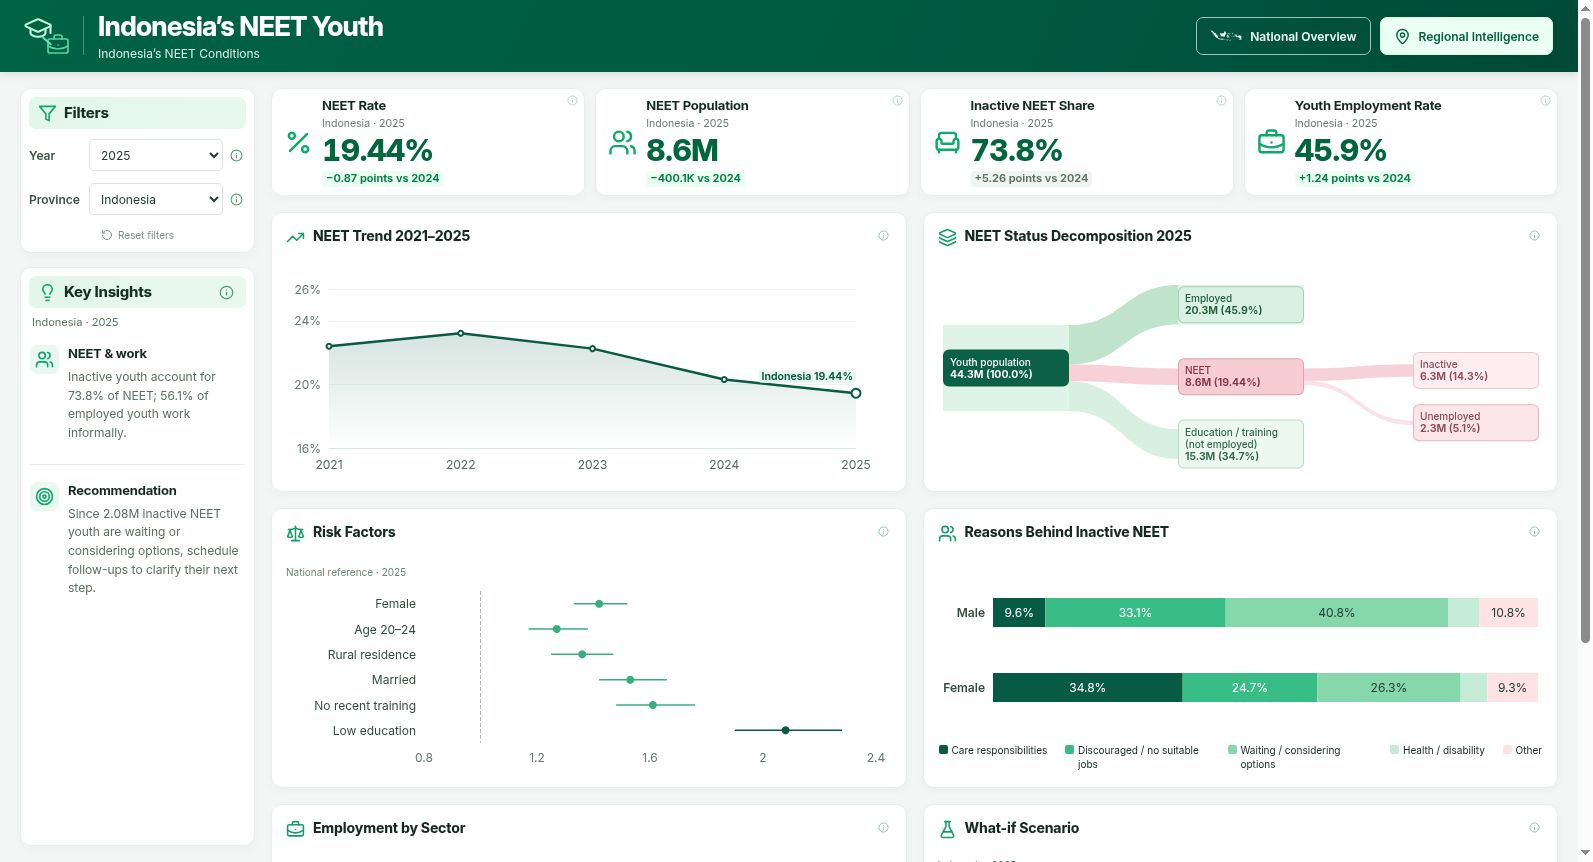 Indonesia’s NEET Youth
Indonesia’s NEET Conditions
National Overview
Regional Intelligence
Filters
Year
2025
Province
Indonesia
Reset filters
Key Insights
Indonesia · 2025
NEET & work
Inactive youth account for
73.8% of NEET; 56.1% of
employed youth work
informally.
Recommendation
Since 2.08M inactive NEET
youth are waiting or
considering options, schedule
follow-ups to clarify their next
step.
NEET Rate
Indonesia · 2025
19.44%
−0.87 points vs 2024
NEET Population
Indonesia · 2025
8.6M
−400.1K vs 2024
Inactive NEET Share
Indonesia · 2025
73.8%
+5.26 points vs 2024
Youth Employment Rate
Indonesia · 2025
45.9%
+1.24 points vs 2024
NEET Trend 2021–2025
26%
24%
20%
16%
Indonesia 19.44%
2021
2022
2023
2024
2025
NEET Status Decomposition 2025
Youth population
44.3M (100.0%)
Employed
20.3M (45.9%)
NEET
8.6M (19.44%)
Education / training
(not employed)
15.3M (34.7%)
Inactive
6.3M (14.3%)
Unemployed
2.3M (5.1%)
Risk Factors
National reference · 2025
Female
Age 20–24
Rural residence
Married
No recent training
Low education
0.8
1.2
1.6
2
2.4
Reasons Behind Inactive NEET
Male
9.6%
33.1%
40.8%
10.8%
Female
34.8%
24.7%
26.3%
9.3%
Care responsibilities
Discouraged / no suitable
jobs
Waiting / considering
options
Health / disability
Other
Employment by Sector
What-if Scenario